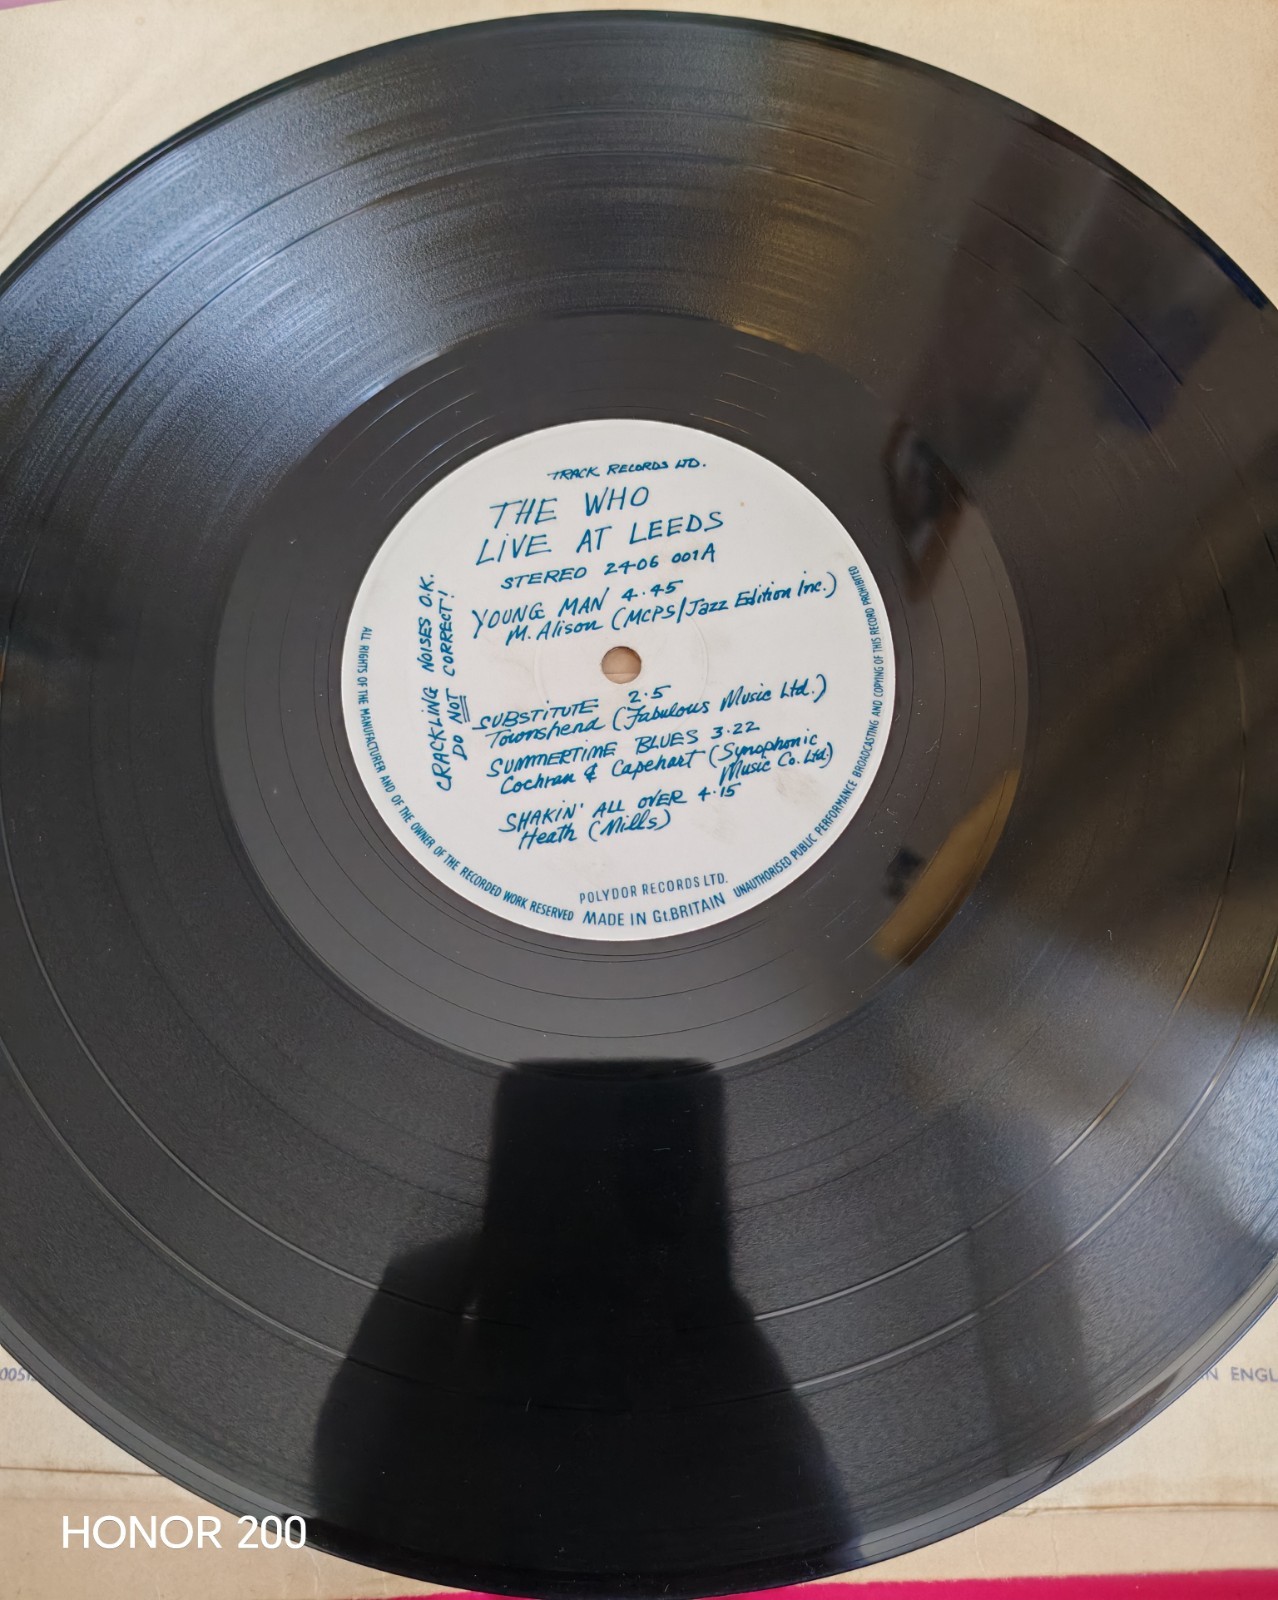 TRACK RECORDS LTD.
THE WHO
LIVE AT LEEDS
STEREO 2406 001A
YOUNG MAN 4.45
M. Alison (MCPS/Jazz Edition Inc.)
CRACKLING NOISES O.K.
DO NOT CORRECT!
SUBSTITUTE 2.5
Townshend (Fabulous Music Ltd.)
SUMMERTIME BLUES 3.22
Cochran & Capehart (Synophonic
Music Co. Ltd)
SHAKIN' ALL OVER 4.15
Heath (Mills)
POLYDOR RECORDS LTD.
ALL RIGHTS OF THE MANUFACTURER AND OF THE OWNER OF THE RECORDED WORK RESERVED
MADE IN Gt.BRITAIN
UNAUTHORISED PUBLIC PERFORMANCE BROADCASTING AND COPYING OF THIS RECORD PROHIBITED
IN ENGL
HONOR 200